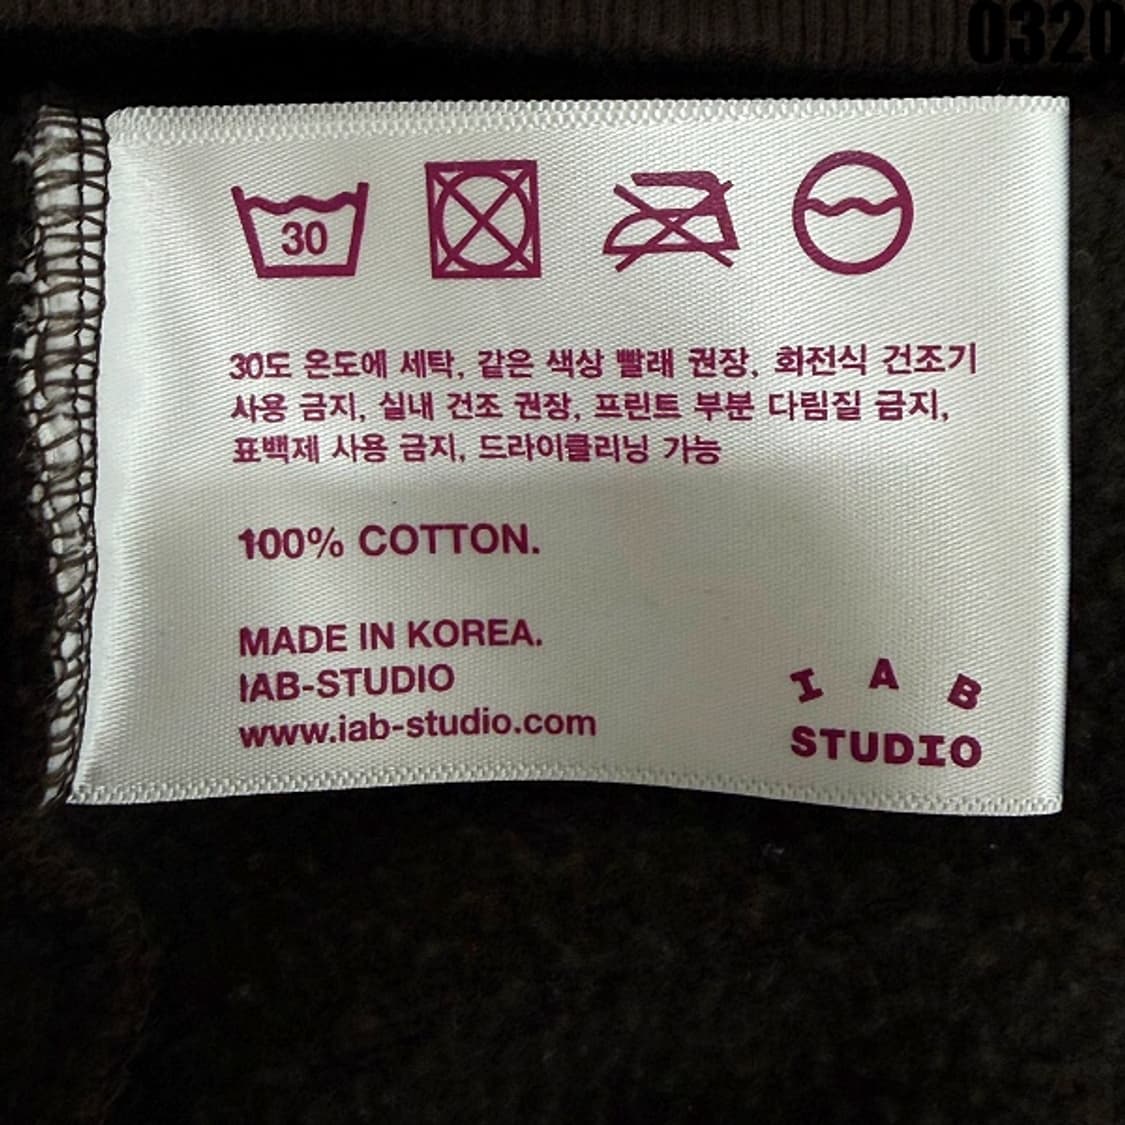 0320
30
30도 온도에 세탁, 같은 색상 빨래 권장, 회전식 건조기
사용 금지, 실내 건조 권장, 프린트 부분 다림질 금지,
표백제 사용 금지, 드라이클리닝 가능
100% COTTON.
MADE IN KOREA.
IAB-STUDIO
www.iab-studio.com
I A B
STUDIO